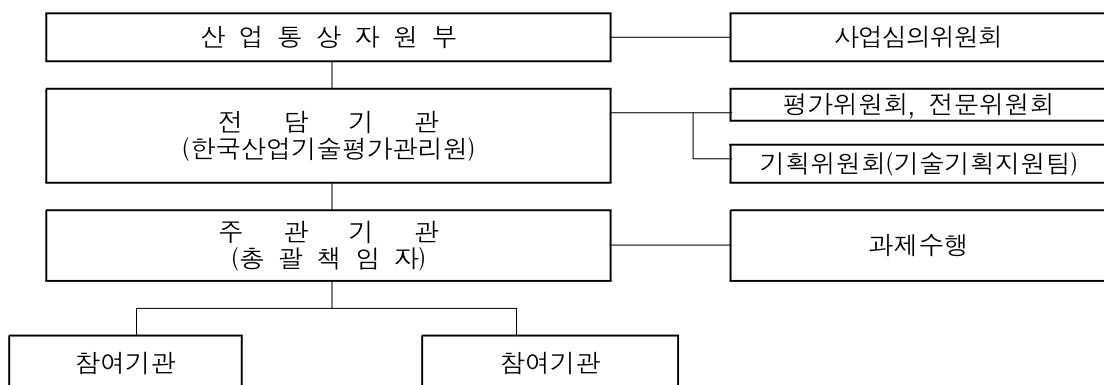 산 업 통 상 자 원 부
사업심의위원회
전 담 기 관
(한국산업기술평가관리원)
평가위원회, 전문위원회
기획위원회(기술기획지원팀)
주 관 기 관
(총 괄 책 임 자)
과제수행
참여기관
참여기관